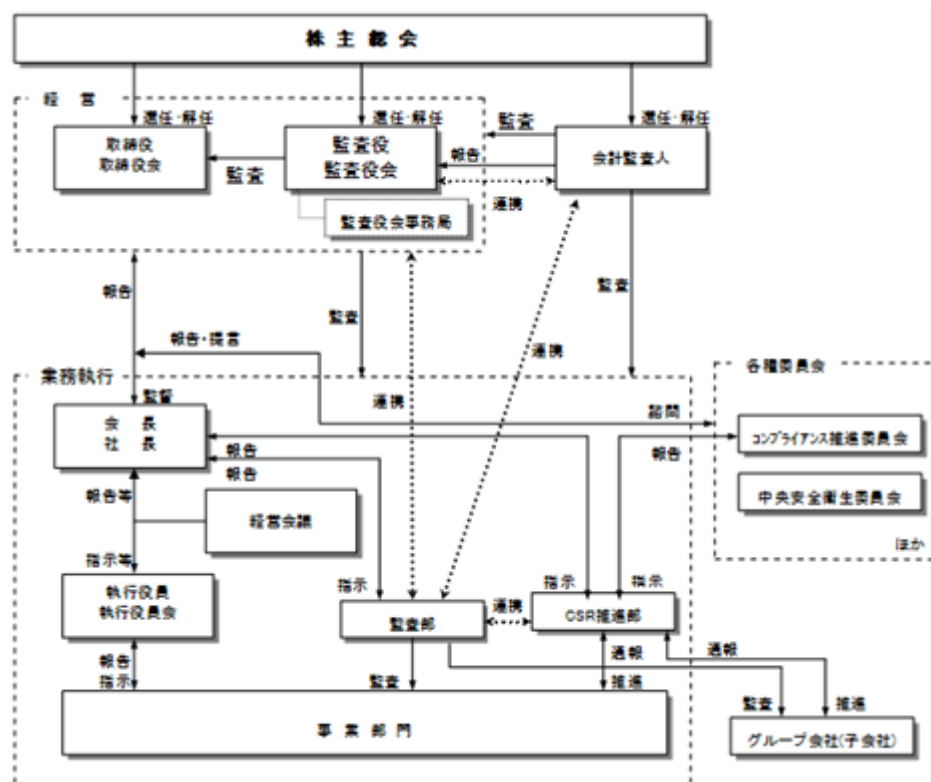 株 主 総 会
経 営
選任・解任
選任・解任
選任・解任
取締役
取締役会
監査役
監査役会
会計監査人
監査
監査
報告
連携
監査役会事務局
報告
監査
監査
報告・提言
連携
連携
業務執行
各種委員会
監督
会 長
社 長
諮問
報告
コンプライアンス推進委員会
報告
報告
中央安全衛生委員会
ほか
報告等
経営会議
指示等
指示
指示
指示
執行役員
執行役員会
監査部
連携
CSR推進部
報告
指示
監査
通報
推進
通報
監査
推進
事 業 部 門
グループ会社(子会社)